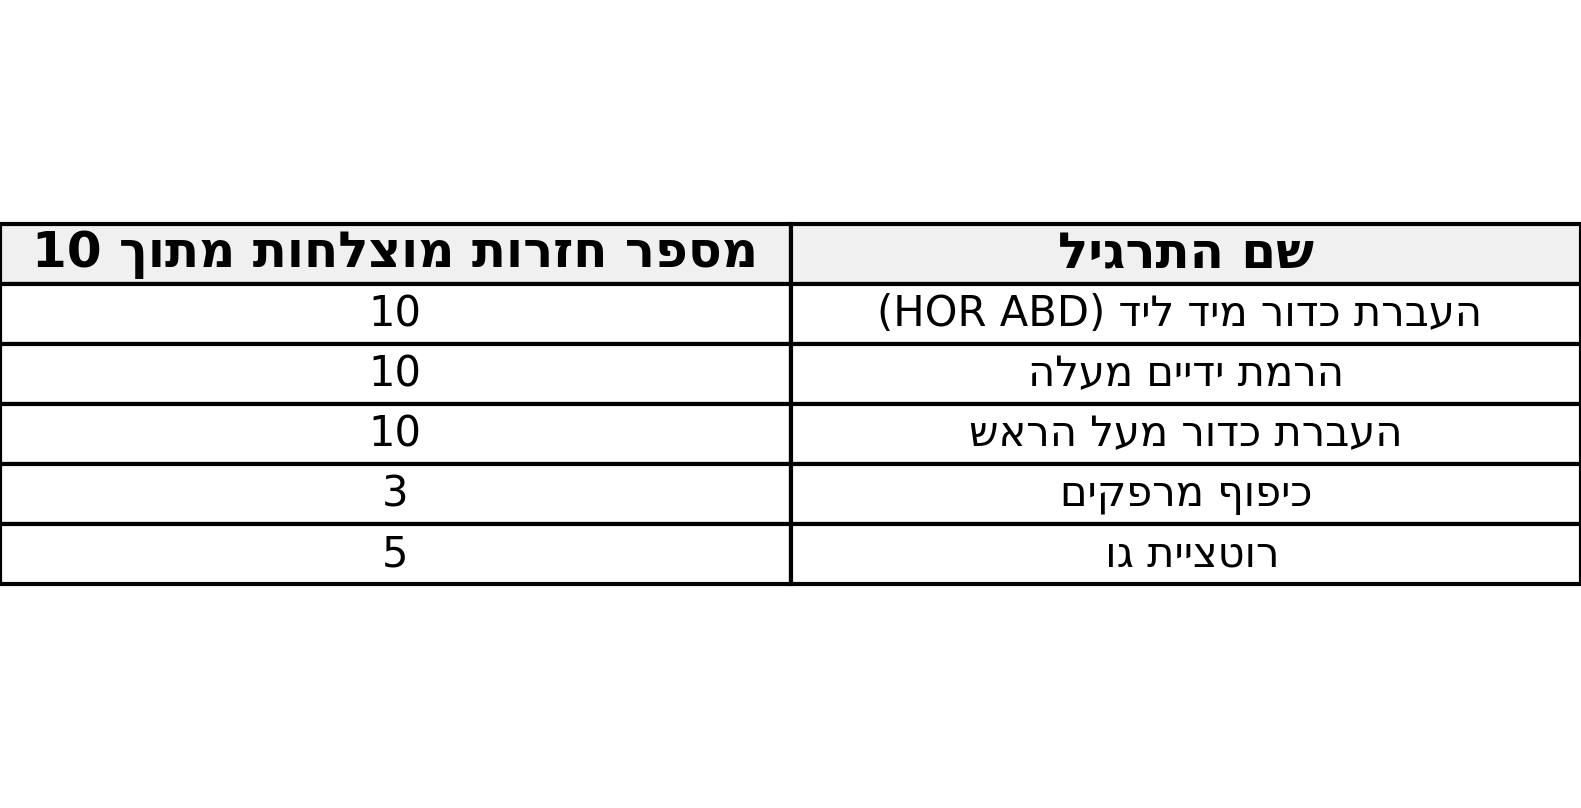 שם התרגיל מספר חזרות מוצלחות מתוך 10
העברת כדור מיד ליד (HOR ABD) 10
הרמת ידיים מעלה 10
העברת כדור מעל הראש 10
כיפוף מרפקים 3
רוטציית גו 5